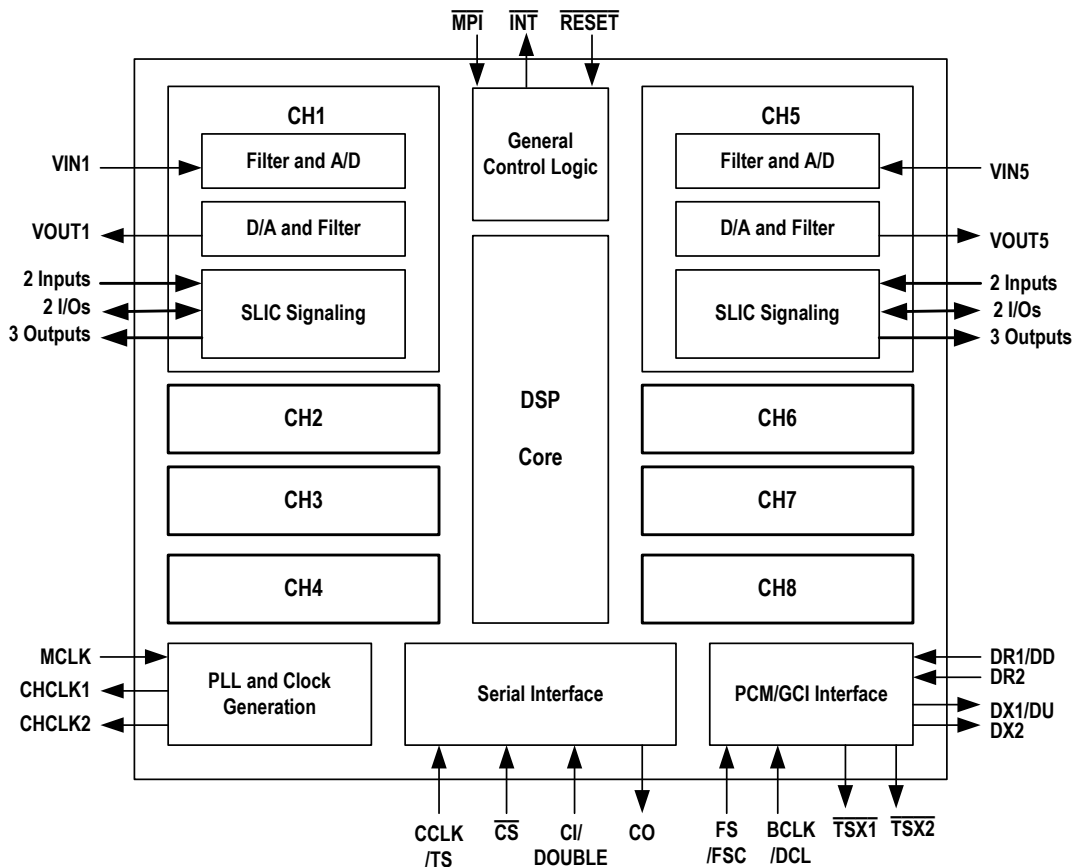 MPI INT RESET
CH1
Filter and A/D
D/A and Filter
SLIC Signaling
VIN1
VOUT1
2 Inputs
2 I/Os
3 Outputs
General
Control Logic
CH5
Filter and A/D
D/A and Filter
SLIC Signaling
VIN5
VOUT5
2 Inputs
2 I/Os
3 Outputs
DSP
Core
CH2
CH3
CH4
CH6
CH7
CH8
MCLK
CHCLK1
CHCLK2
PLL and Clock
Generation
Serial Interface
PCM/GCI Interface
DR1/DD
DR2
DX1/DU
DX2
CCLK
/TS
CS
CI/
DOUBLE
CO
FS
/FSC
BCLK
/DCL
TSX1
TSX2